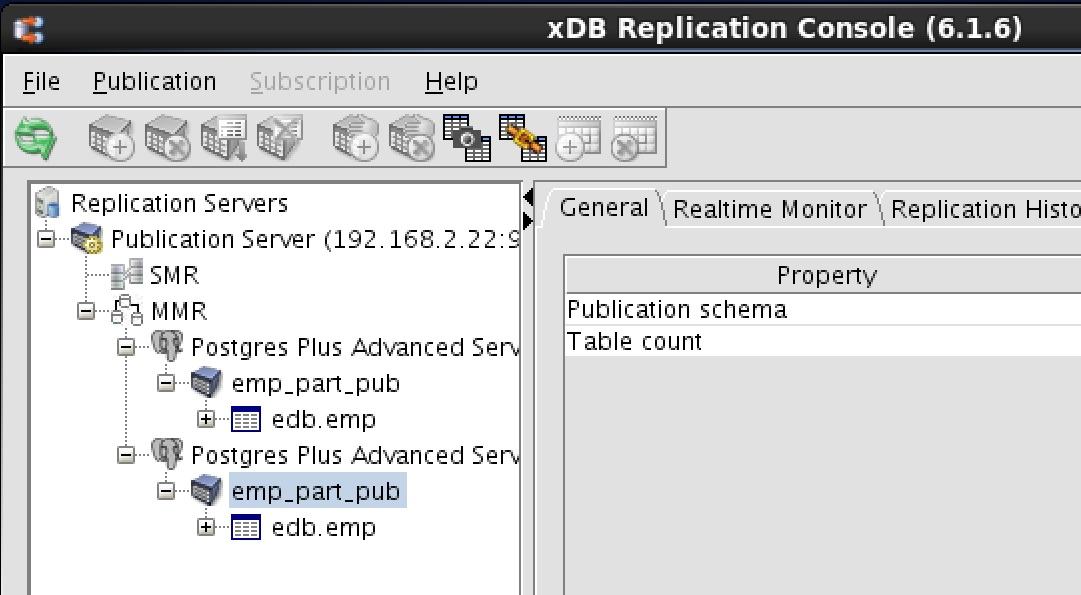 xDB Replication Console (6.1.6)
File Publication Subscription Help
Replication Servers
Publication Server (192.168.2.22:9
SMR
MMR
Postgres Plus Advanced Serv
emp_part_pub
edb.emp
Postgres Plus Advanced Serv
emp_part_pub
edb.emp
General Realtime Monitor Replication Histo
Property
Publication schema
Table count